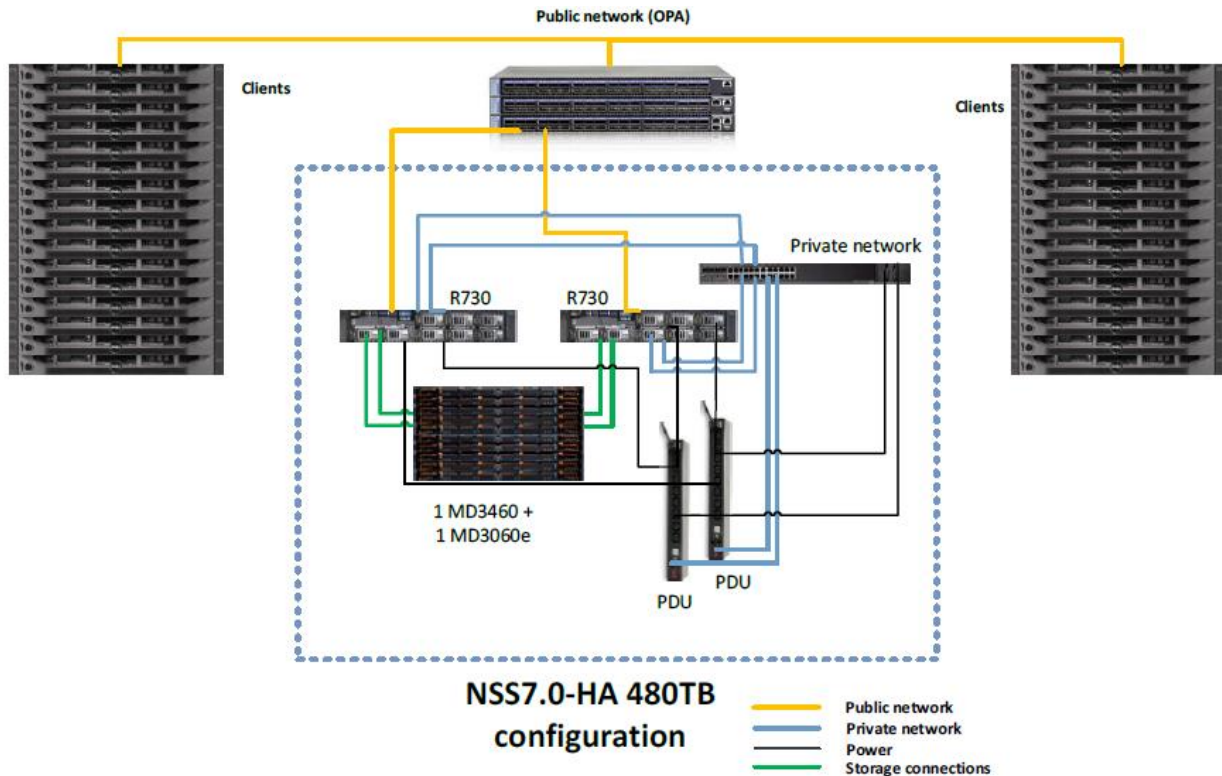 Public network (OPA)
Clients
Clients
Private network
R730
R730
1 MD3460 +
1 MD3060e
PDU
PDU
NSS7.0-HA 480TB
configuration
Public network
Private network
Power
Storage connections